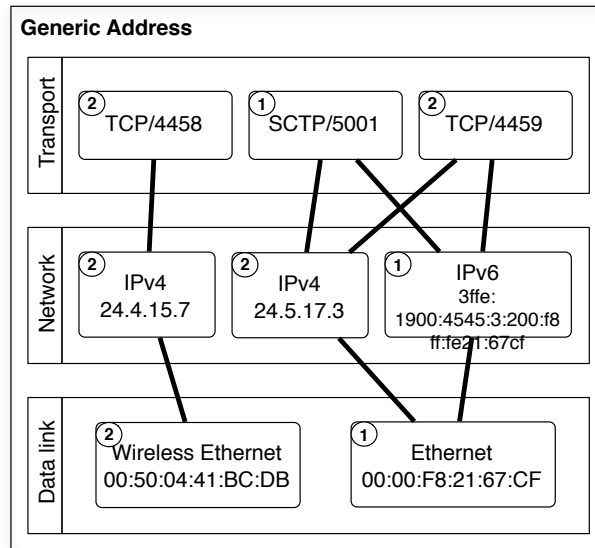 Generic Address
Transport
2
TCP/4458
1
SCTP/5001
2
TCP/4459
Network
2
IPv4
24.4.15.7
2
IPv4
24.5.17.3
1
IPv6
3ffe:
1900:4545:3:200:f8
ff:fe21:67cf
Data link
2
Wireless Ethernet
00:50:04:41:BC:DB
1
Ethernet
00:00:F8:21:67:CF